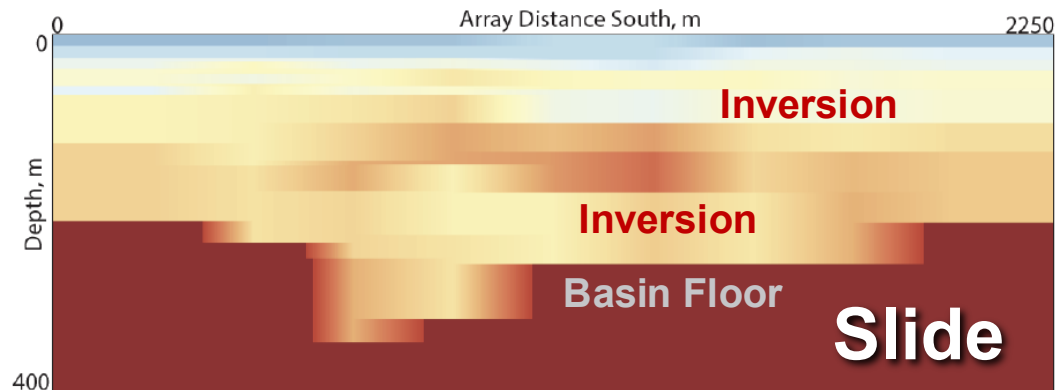 Array Distance South, m
0
2250
0
Inversion
Depth, m
Inversion
Basin Floor
Slide
400